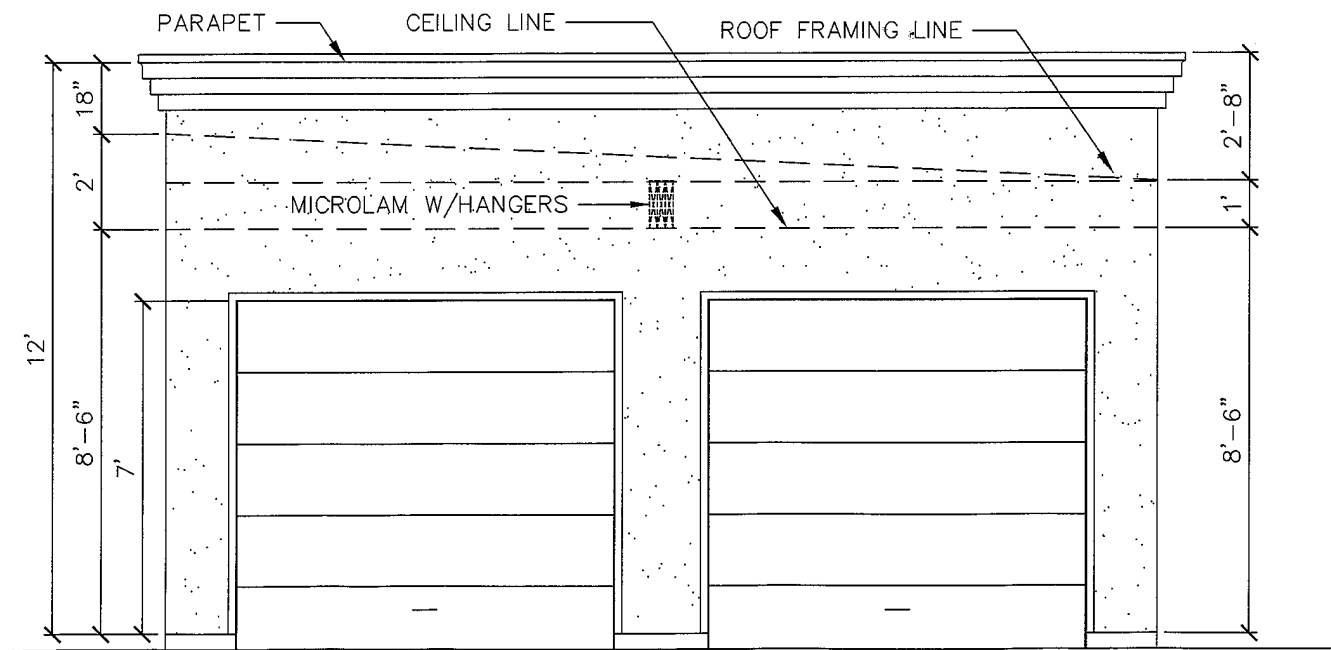 PARAPET
CEILING LINE
ROOF FRAMING LINE
18"
2'
12'
8'-6"
7'
MICROLAM W/HANGERS
2'-8"
1'
8'-6"